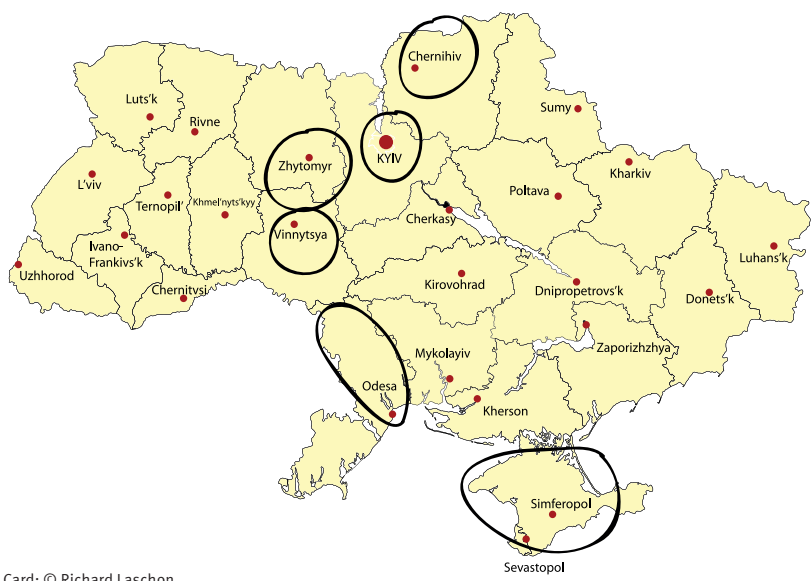 Chernihiv
Luts'k
Sumy
Rivne
KYIV
Zhytomyr
Kharkiv
L'viv
Poltava
Ternopil'
Khmel'nyts'kyy
Cherkasy
Vinnytsya
Ivano-
Frankivs'k
Luhans'k
Uzhhorod
Kirovohrad
Chernitvsi
Dnipropetrovs'k
Donets'k
Zaporizhzhya
Mykolayiv
Odesa
Kherson
Simferopol
Sevastopol
Card: © Richard Laschon